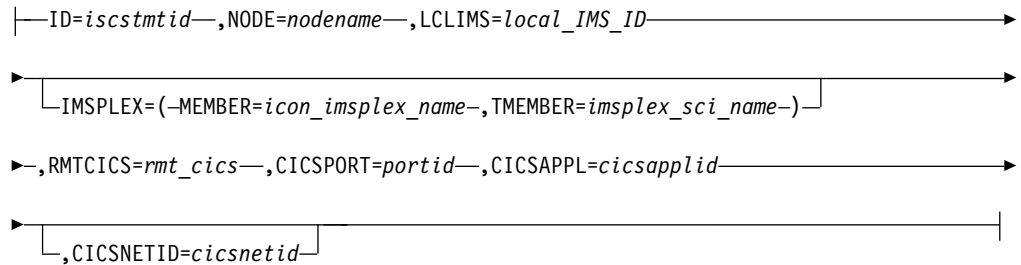 ID=iscstmtid ,NODE=nodename ,LCLIMS=local_IMS_ID
IMSPLEX=( MEMBER=icon_imsplex_name ,TMEMBER=imsplex_sci_name )
,RMTCICS=rmt_cics ,CICSPORT=portid ,CICSAPPL=cicsapplid
,CICSNETID=cicsnetid